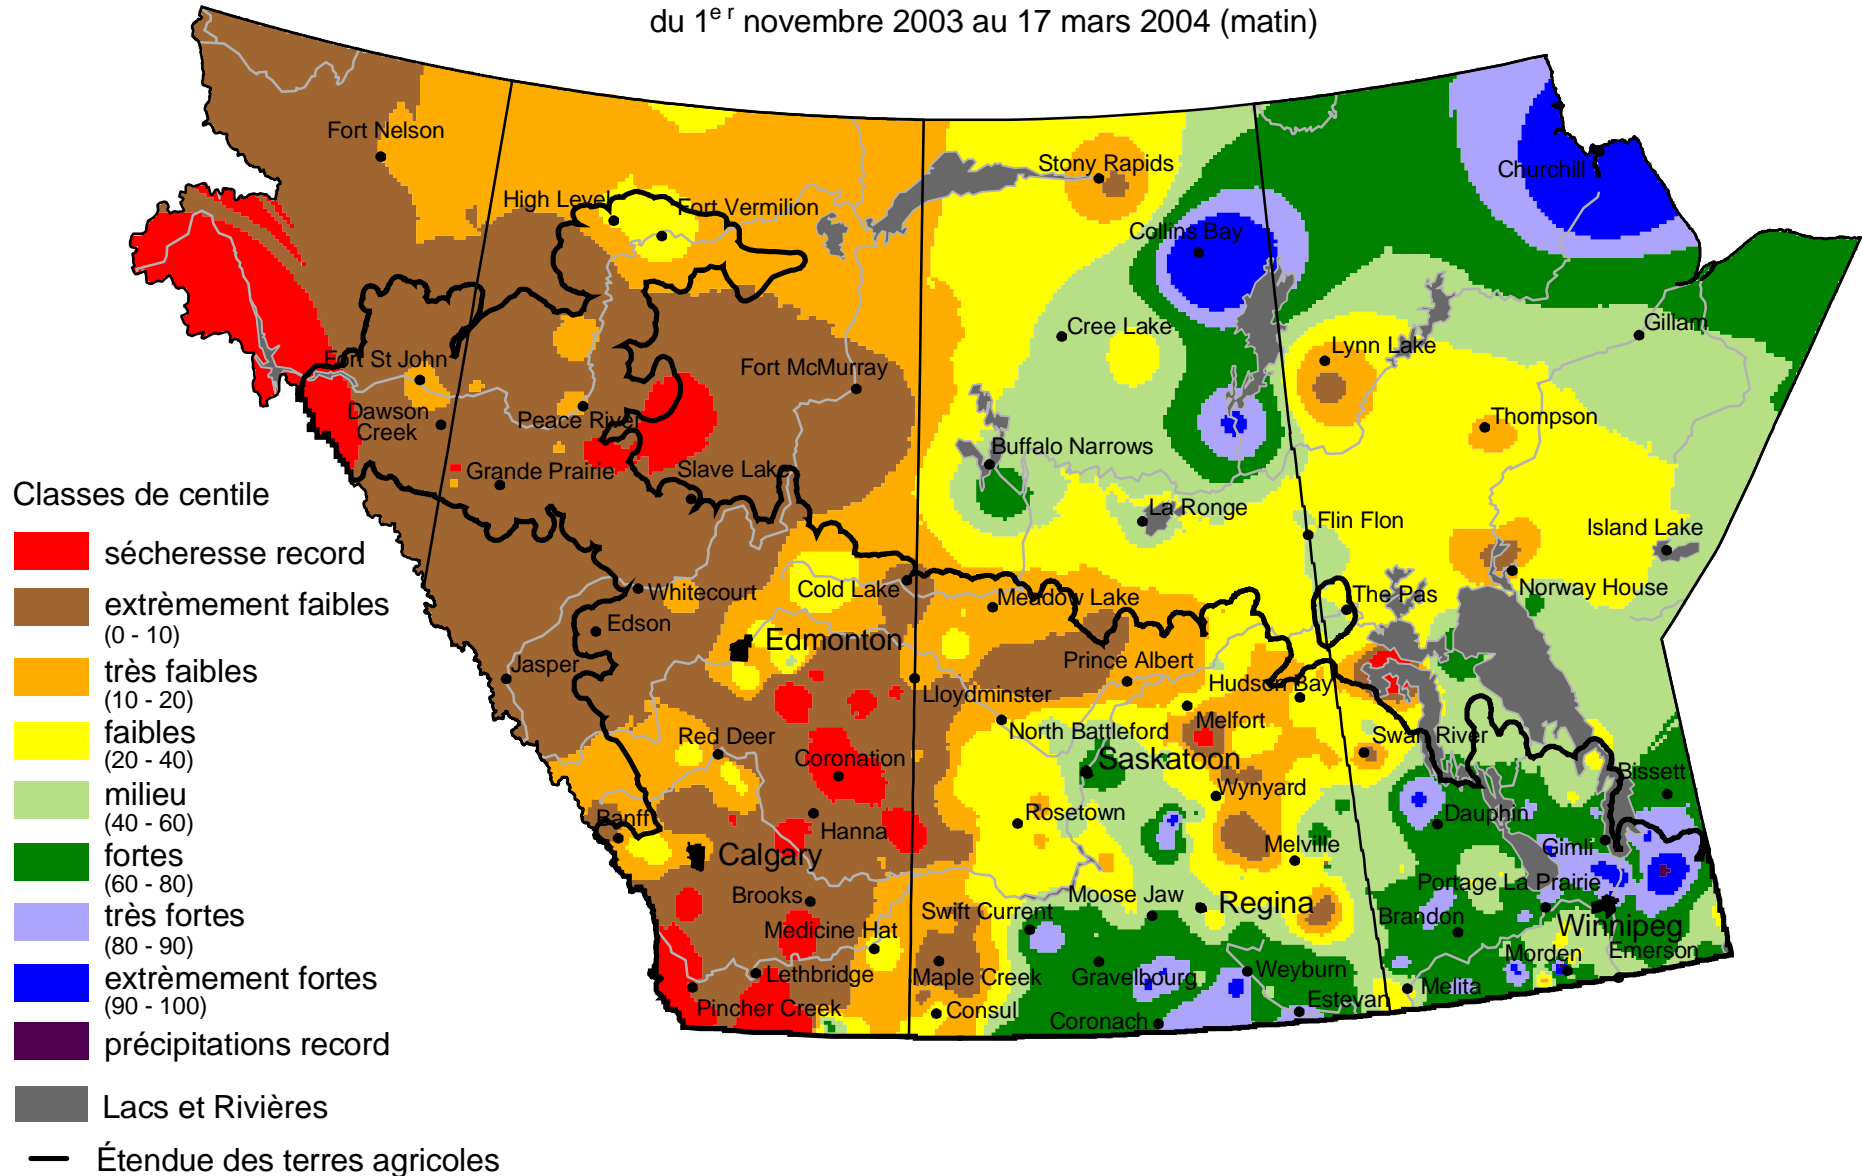 du 1er novembre 2003 au 17 mars 2004 (matin)
Fort Nelson
High Level
Fort Vermilion
Stony Rapids
Churchill
Collins Bay
Cree Lake
Gillam
Lynn Lake
Fort St John
Fort McMurray
Dawson
Creek
Peace River
Thompson
Buffalo Narrows
Grande Prairie
Slave Lake
La Ronge
Flin Flon
Island Lake
Whitecourt
Cold Lake
Meadow Lake
The Pas
Norway House
Edson
Edmonton
Jasper
Prince Albert
Lloydminster
Hudson Bay
North Battleford
Melfort
Red Deer
Swan River
Coronation
Saskatoon
Bissett
Wynyard
Banff
Hanna
Rosetown
Dauphin
Calgary
Melville
Gimli
Brooks
Moose Jaw
Portage La Prairie
Swift Current
Regina
Brandon
Winnipeg
Medicine Hat
Morden
Emerson
Lethbridge
Maple Creek
Gravelbourg
Weyburn
Melita
Pincher Creek
Consul
Coronach
Estevan
Classes de centile
sécheresse record
extrèmement faibles
(0 - 10)
très faibles
(10 - 20)
faibles
(20 - 40)
milieu
(40 - 60)
fortes
(60 - 80)
très fortes
(80 - 90)
extrèmement fortes
(90 - 100)
précipitations record
Lacs et Rivières
Étendue des terres agricoles